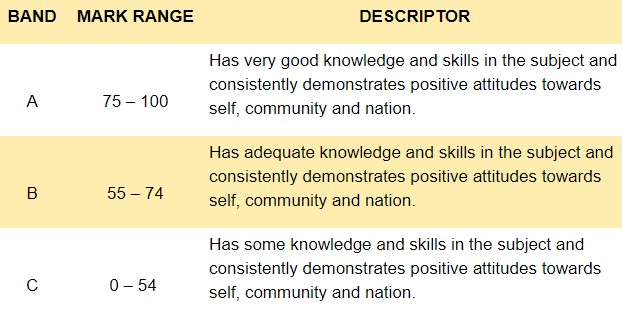 BAND MARK RANGE DESCRIPTOR
Has very good knowledge and skills in the subject and
consistently demonstrates positive attitudes towards
A 75 – 100
self, community and nation.
Has adequate knowledge and skills in the subject and
consistently demonstrates positive attitudes towards
B 55 – 74
self, community and nation.
Has some knowledge and skills in the subject and
consistently demonstrates positive attitudes towards
C 0 – 54
self, community and nation.